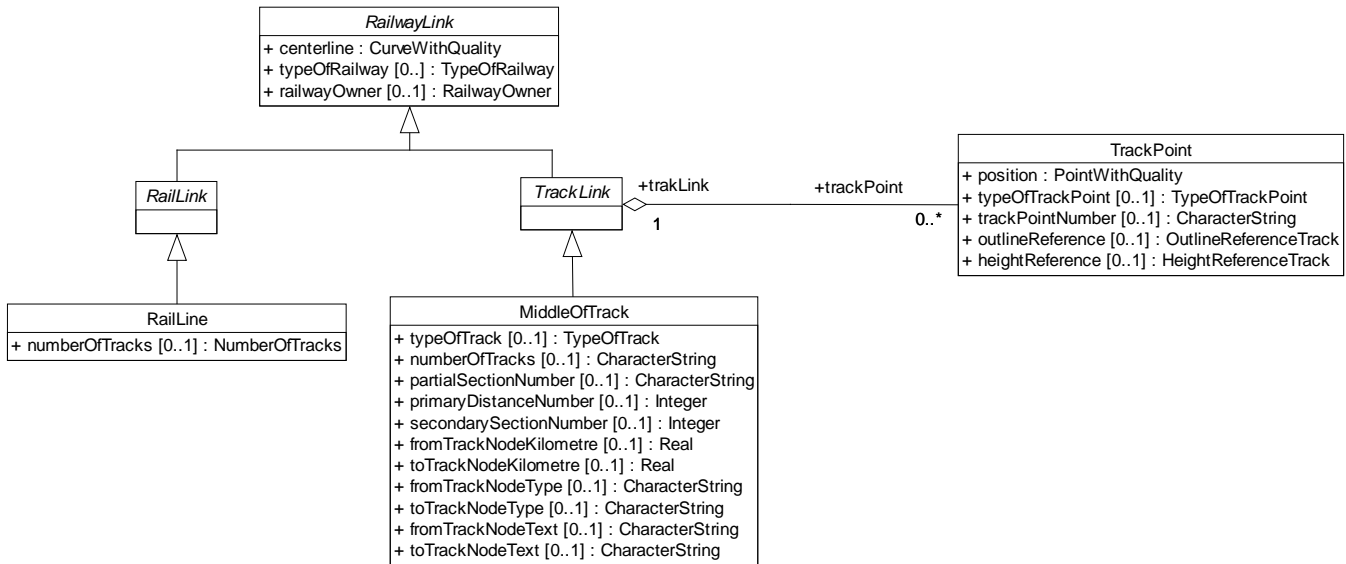 RailwayLink
+ centerline : CurveWithQuality
+ typeOfRailway [0..] : TypeOfRailway
+ railwayOwner [0..1] : RailwayOwner
RailLink
TrackLink
+trakLink
1
+trackPoint
0..*
TrackPoint
+ position : PointWithQuality
+ typeOfTrackPoint [0..1] : TypeOfTrackPoint
+ trackPointNumber [0..1] : CharacterString
+ outlineReference [0..1] : OutlineReferenceTrack
+ heightReference [0..1] : HeightReferenceTrack
RailLine
+ numberOfTracks [0..1] : NumberOfTracks
MiddleOfTrack
+ typeOfTrack [0..1] : TypeOfTrack
+ numberOfTracks [0..1] : CharacterString
+ partialSectionNumber [0..1] : CharacterString
+ primaryDistanceNumber [0..1] : Integer
+ secondarySectionNumber [0..1] : Integer
+ fromTrackNodeKilometre [0..1] : Real
+ toTrackNodeKilometre [0..1] : Real
+ fromTrackNodeType [0..1] : CharacterString
+ toTrackNodeType [0..1] : CharacterString
+ fromTrackNodeText [0..1] : CharacterString
+ toTrackNodeText [0..1] : CharacterString